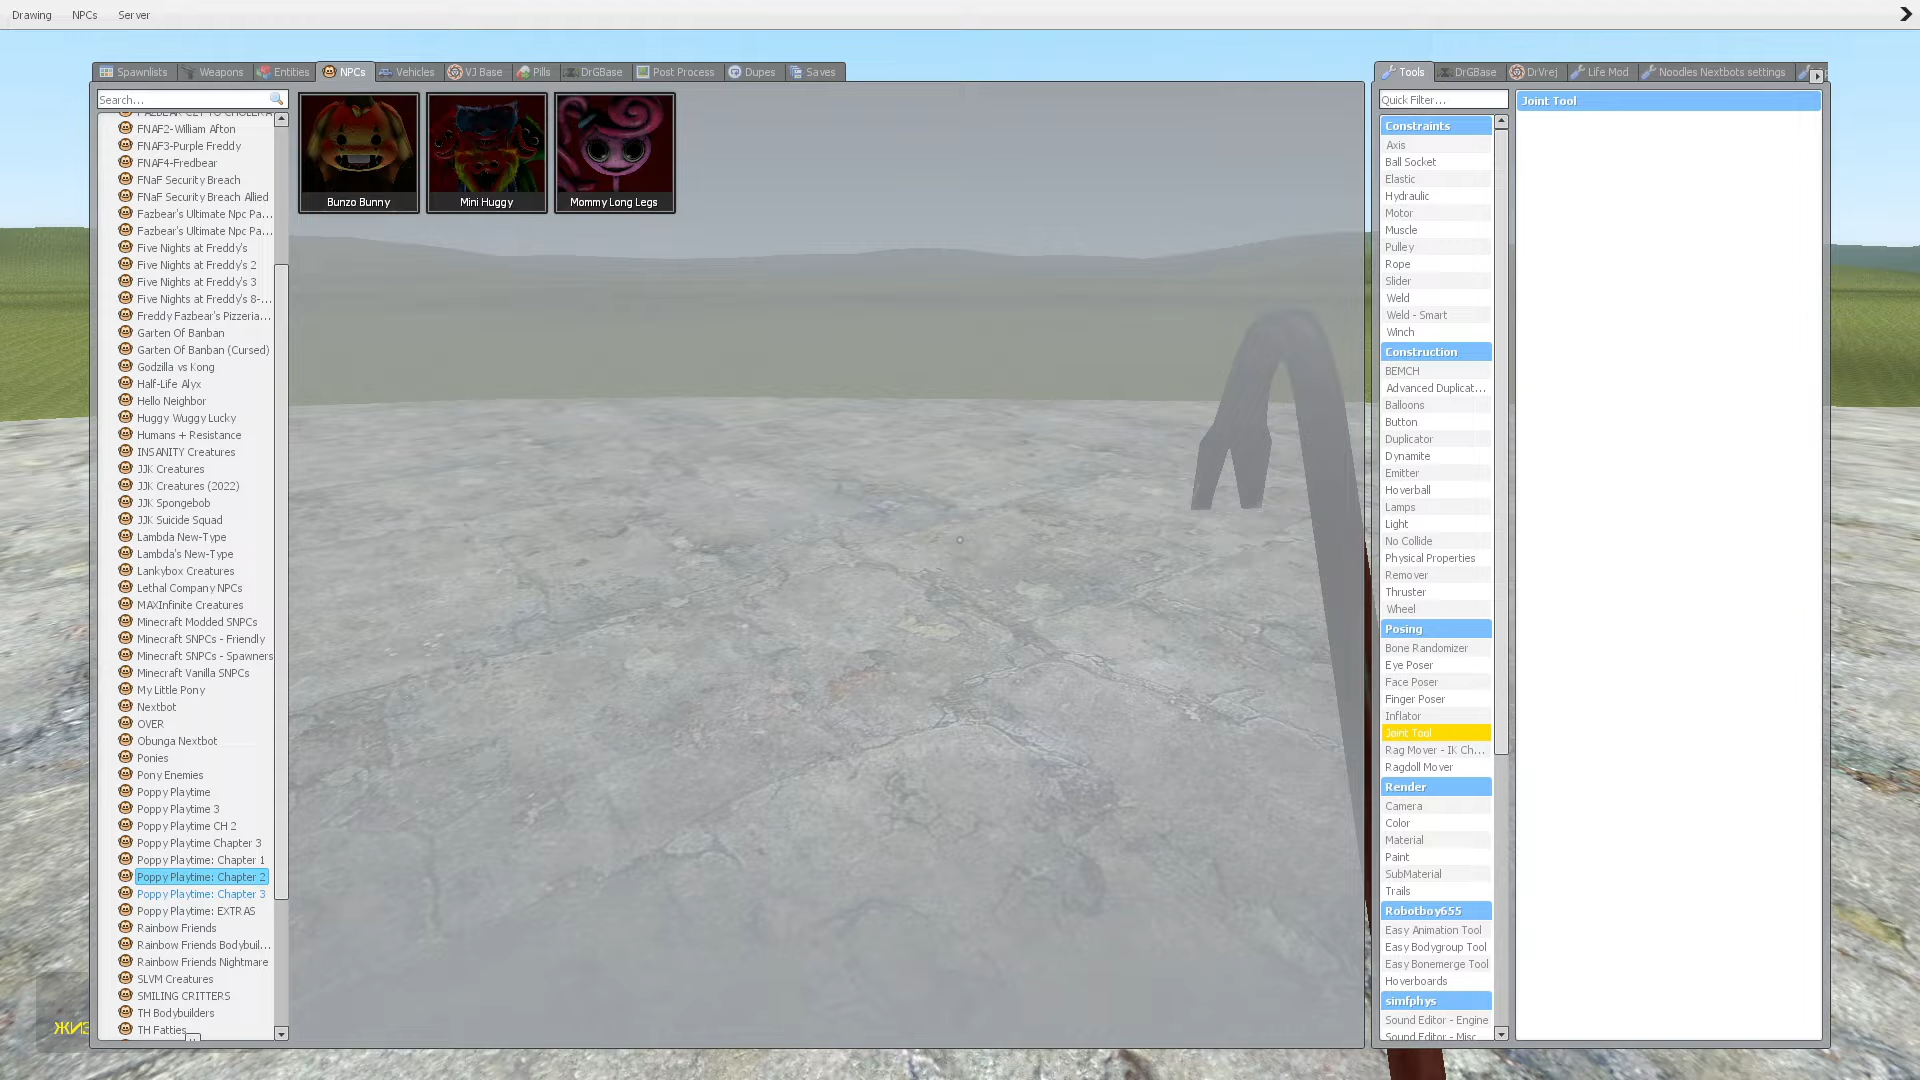 Drawing NPCs Server
Spawnlists Weapons Entities NPCs Vehicles VJ Base Pills DrGBase Post Process Dupes Saves
Search...
FNAF2-William Afton
FNAF3-Purple Freddy
FNAF4-Fredbear
FNaF Security Breach
FNaF Security Breach Allied
Fazbear's Ultimate Npc Pa...
Fazbear's Ultimate Npc Pa...
Five Nights at Freddy's
Five Nights at Freddy's 2
Five Nights at Freddy's 3
Five Nights at Freddy's 8-...
Freddy Fazbear's Pizzeria...
Garten Of Banban
Garten Of Banban (Cursed)
Godzilla vs Kong
Half-Life Alyx
Hello Neighbor
Huggy Wuggy Lucky
Humans + Resistance
INSANITY Creatures
JJK Creatures
JJK Creatures (2022)
JJK Spongebob
JJK Suicide Squad
Lambda New-Type
Lambda's New-Type
Lankybox Creatures
Lethal Company NPCs
MAXInfinite Creatures
Minecraft Modded SNPCs
Minecraft SNPCs - Friendly
Minecraft SNPCs - Spawners
Minecraft Vanilla SNPCs
My Little Pony
Nextbot
OVER
Obunga Nextbot
Ponies
Pony Enemies
Poppy Playtime
Poppy Playtime 3
Poppy Playtime CH 2
Poppy Playtime Chapter 3
Poppy Playtime: Chapter 1
Poppy Playtime: Chapter 2
Poppy Playtime: Chapter 3
Poppy Playtime: EXTRAS
Rainbow Friends
Rainbow Friends Bodybuil...
Rainbow Friends Nightmare
SLVM Creatures
SMILING CRITTERS
TH Bodybuilders
TH Fatties
ЖИЗ
Bunzo Bunny
Mini Huggy
Mommy Long Legs
Tools DrGBase DrVrej Life Mod Noodles Nextbots settings
Quick Filter...
Constraints
Axis
Ball Socket
Elastic
Hydraulic
Motor
Muscle
Pulley
Rope
Slider
Weld
Weld - Smart
Winch
Construction
BEMCH
Advanced Duplicat...
Balloons
Button
Duplicator
Dynamite
Emitter
Hoverball
Lamps
Light
No Collide
Physical Properties
Remover
Thruster
Wheel
Posing
Bone Randomizer
Eye Poser
Face Poser
Finger Poser
Inflator
Joint Tool
Rag Mover - IK Ch...
Ragdoll Mover
Render
Camera
Color
Material
Paint
SubMaterial
Trails
Robotboy655
Easy Animation Tool
Easy Bodygroup Tool
Easy Bonemerge Tool
Hoverboards
simfphys
Sound Editor - Engine
Sound Editor - Misc
Joint Tool